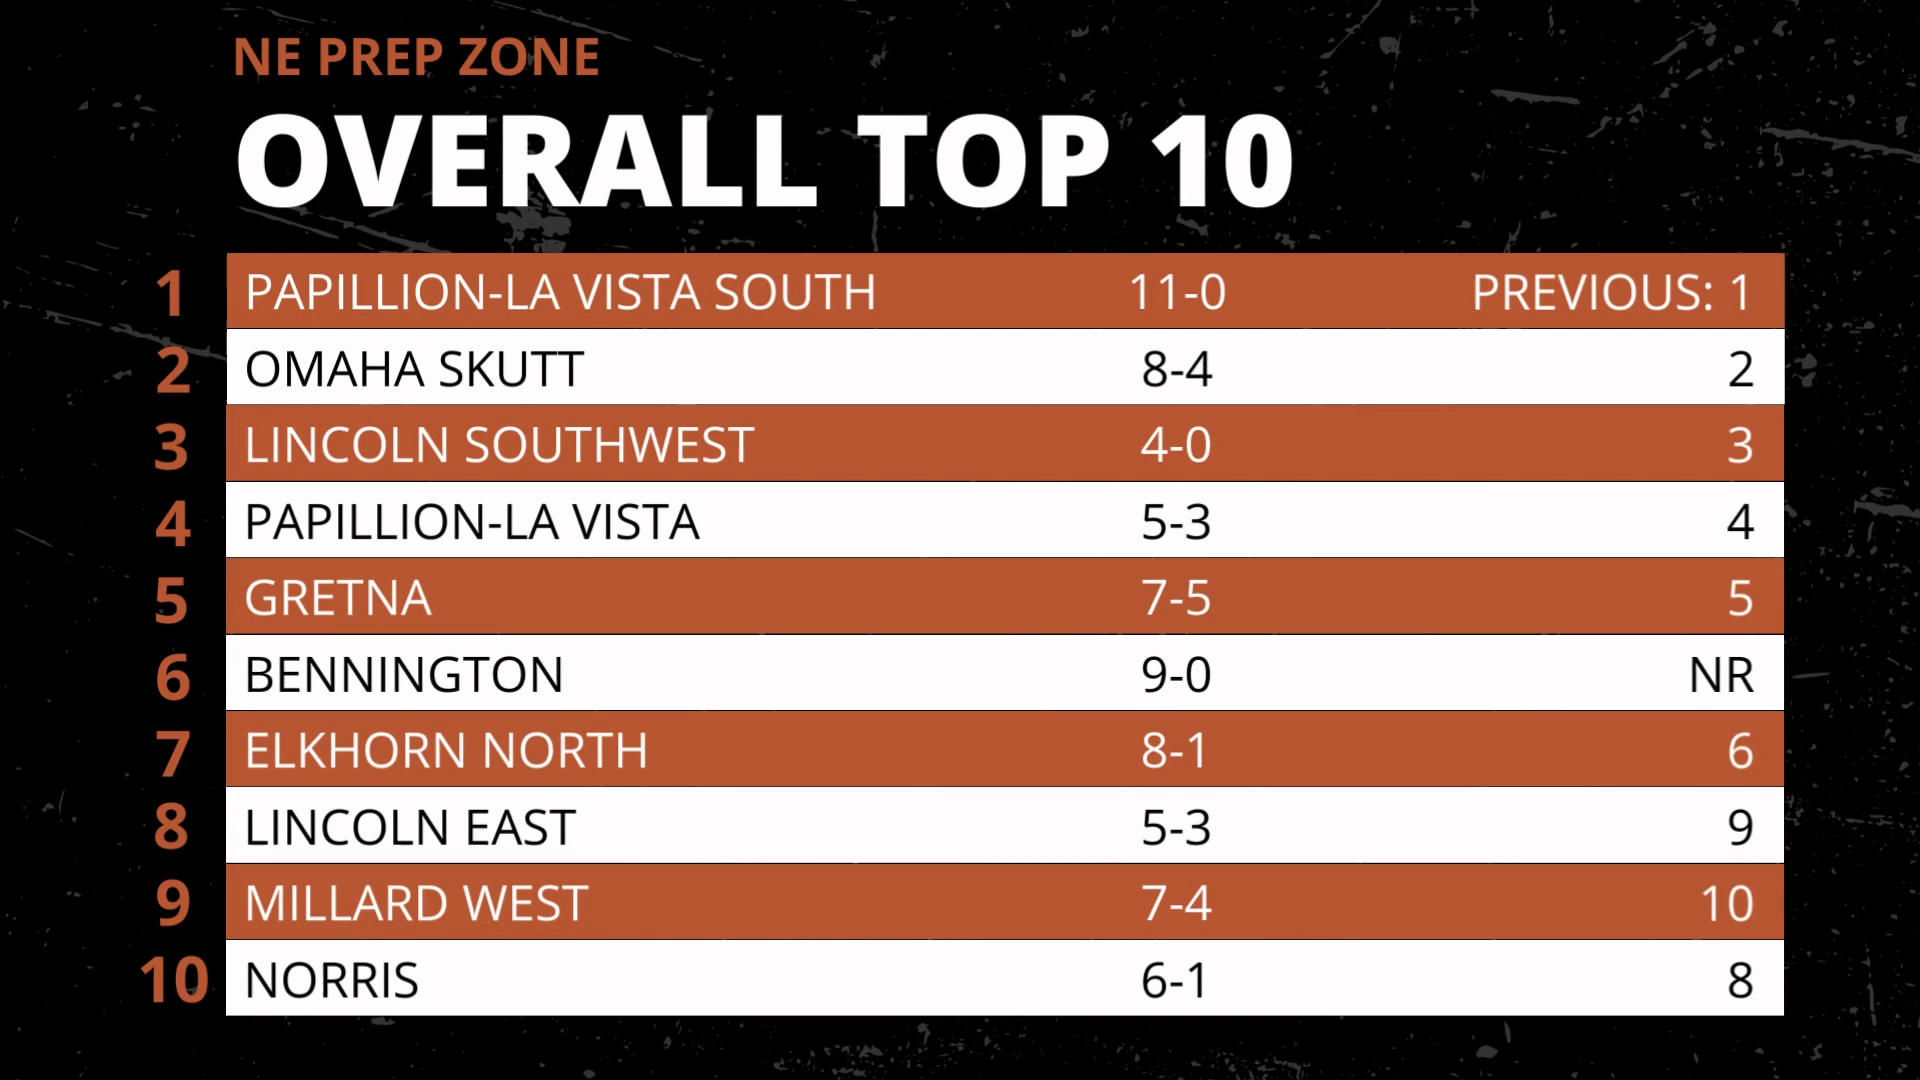 NE PREP ZONE
OVERALL TOP 10
1 PAPILLION-LA VISTA SOUTH 11-0 PREVIOUS: 1
2 OMAHA SKUTT 8-4 2
3 LINCOLN SOUTHWEST 4-0 3
4 PAPILLION-LA VISTA 5-3 4
5 GRETNA 7-5 5
6 BENNINGTON 9-0 NR
7 ELKHORN NORTH 8-1 6
8 LINCOLN EAST 5-3 9
9 MILLARD WEST 7-4 10
10 NORRIS 6-1 8